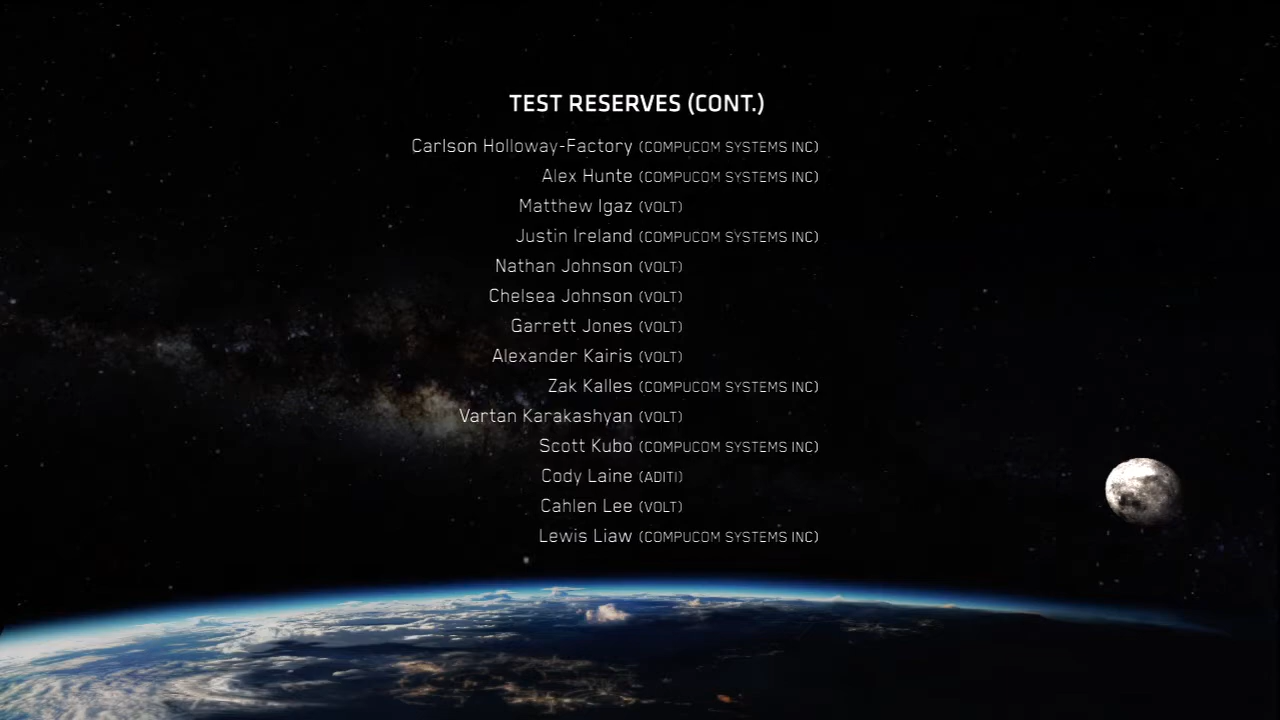 TEST RESERVES (CONT.)
Carlson Holloway-Factory (COMPUCOM SYSTEMS INC)
Alex Hunte (COMPUCOM SYSTEMS INC)
Matthew Igaz (VOLT)
Justin Ireland (COMPUCOM SYSTEMS INC)
Nathan Johnson (VOLT)
Chelsea Johnson (VOLT)
Garrett Jones (VOLT)
Alexander Kairis (VOLT)
Zak Kalles (COMPUCOM SYSTEMS INC)
Vartan Karakashyan (VOLT)
Scott Kubo (COMPUCOM SYSTEMS INC)
Cody Laine (ADITI)
Cahlen Lee (VOLT)
Lewis Liaw (COMPUCOM SYSTEMS INC)